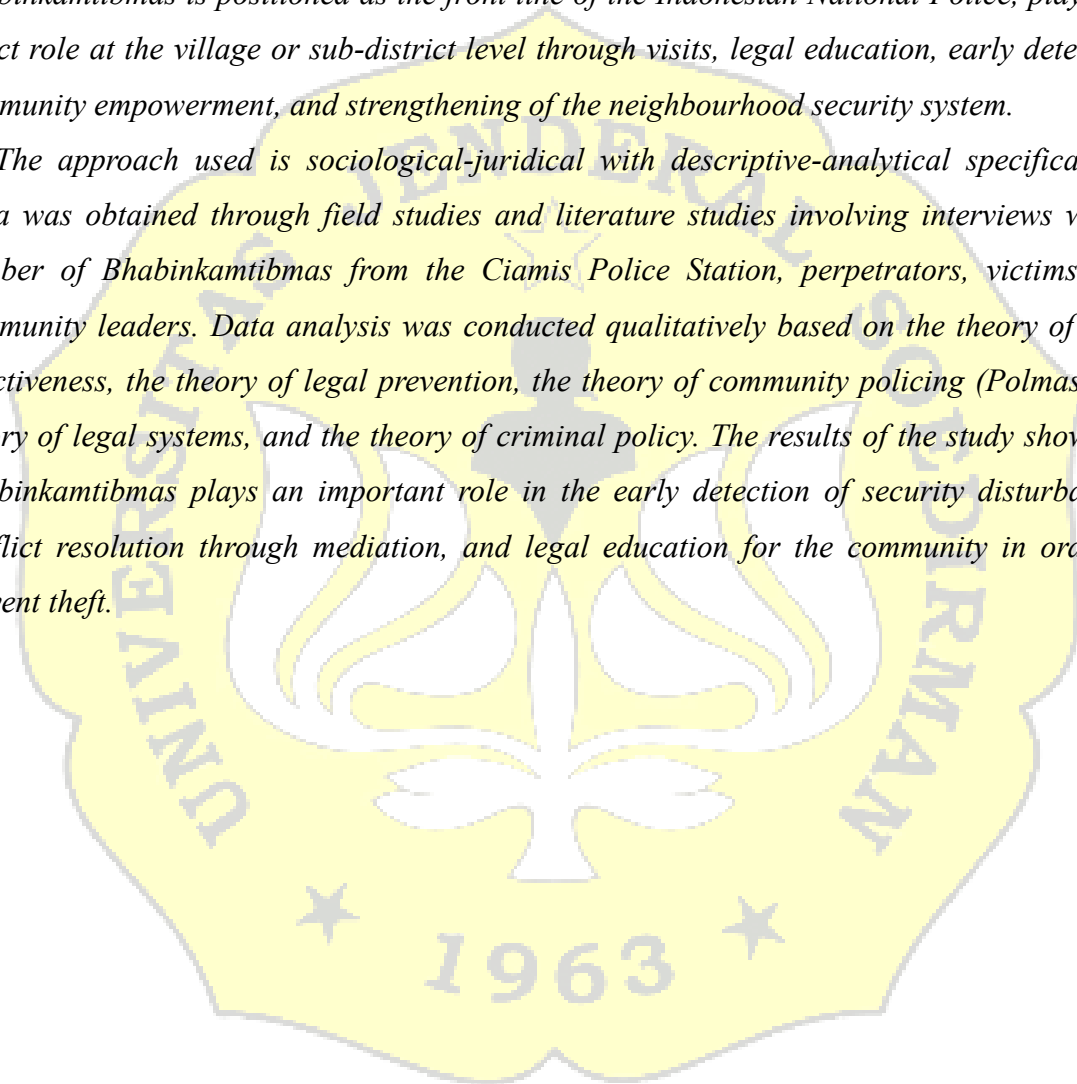 binkamtibmas is positioned as the front line of the Indonesian National Police, play
ct role at the village or sub-district level through visits, legal education, early dete
munity empowerment, and strengthening of the neighbourhood security system.
The approach used is sociological-juridical with descriptive-analytical specifica
a was obtained through field studies and literature studies involving interviews w
ber of Bhabinkamtibmas from the Ciamis Police Station, perpetrators, victims
munity leaders. Data analysis was conducted qualitatively based on the theory of
ctiveness, the theory of legal prevention, the theory of community policing (Polmas
ry of legal systems, and the theory of criminal policy. The results of the study show
binkamtibmas plays an important role in the early detection of security disturba
flict resolution through mediation, and legal education for the community in ord
vent theft.
UNIVERSITAS JENDERAL SOEDIRMAN
1963